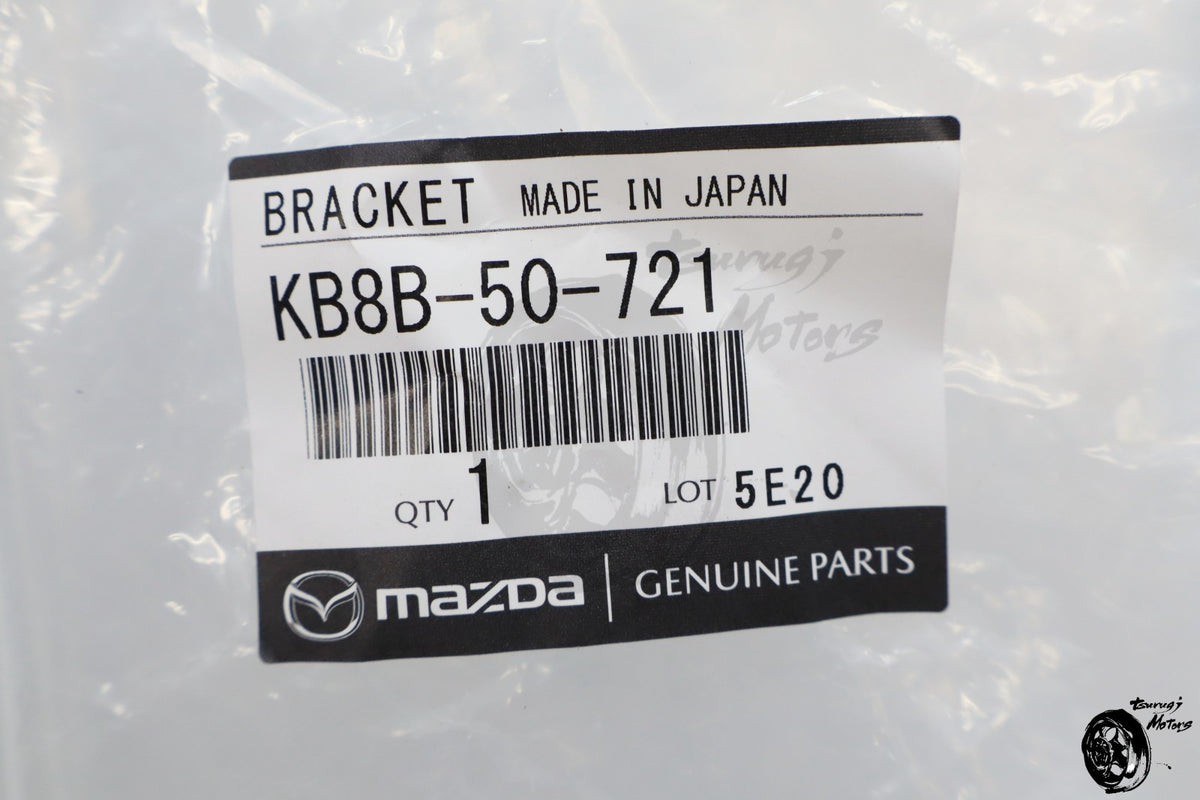 BRACKET MADE IN JAPAN
KB8B-50-721
tsurugi
Motors
QTY 1
LOT 5E20
mazda
GENUINE PARTS
tsurugi
Motors